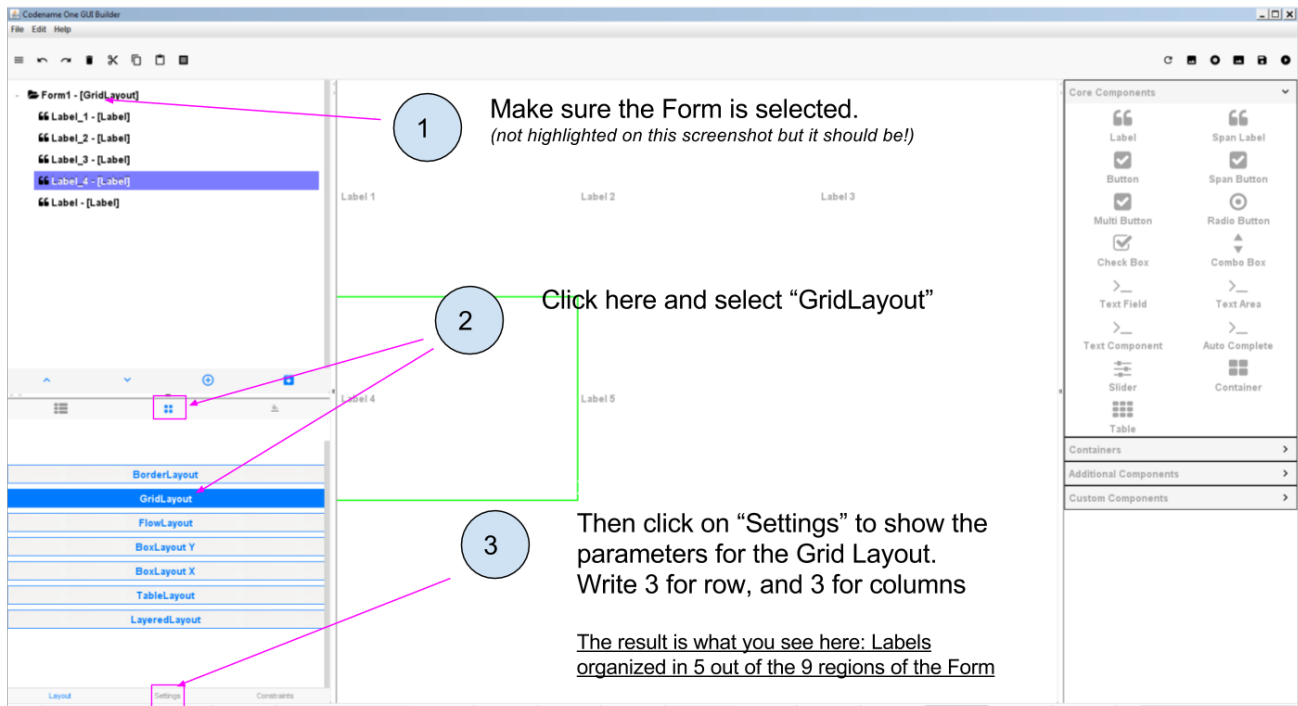 Codename One GUI Builder
File Edit Help
- Form1 - [GridLayout]
Label_1 - [Label]
Label_2 - [Label]
Label_3 - [Label]
Label_4 - [Label]
Label - [Label]
1
Make sure the Form is selected.
(not highlighted on this screenshot but it should be!)
Label 1 Label 2 Label 3
2
Click here and select “GridLayout”
Label 4 Label 5
BorderLayout
GridLayout
FlowLayout
BoxLayout Y
BoxLayout X
TableLayout
LayeredLayout
3
Then click on “Settings” to show the
parameters for the Grid Layout.
Write 3 for row, and 3 for columns
The result is what you see here: Labels
organized in 5 out of the 9 regions of the Form
Layout Settings Constraints
Core Components
Label Span Label
Button Span Button
Multi Button Radio Button
Check Box Combo Box
Text Field Text Area
Text Component Auto Complete
Slider Container
Table
Containers
Additional Components
Custom Components